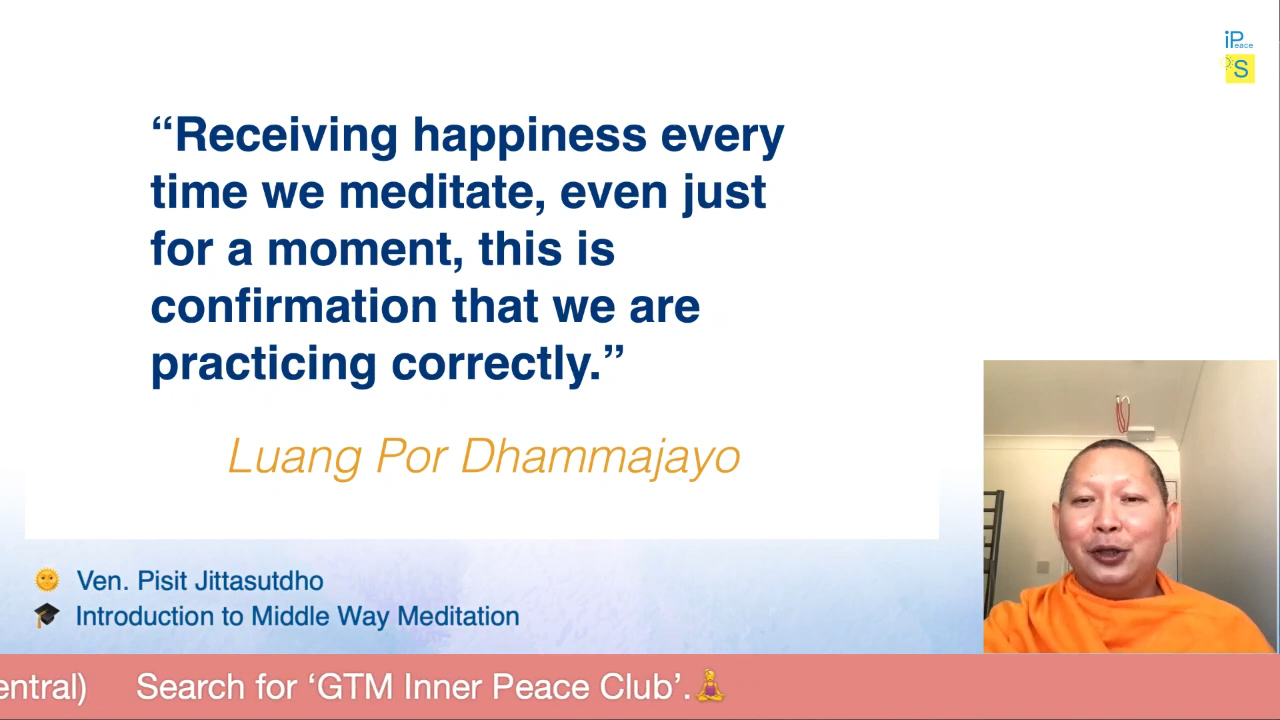 iPeace
S
“Receiving happiness every
time we meditate, even just
for a moment, this is
confirmation that we are
practicing correctly.”
Luang Por Dhammajayo
Ven. Pisit Jittasutdho
Introduction to Middle Way Meditation
entral) Search for ‘GTM Inner Peace Club’.